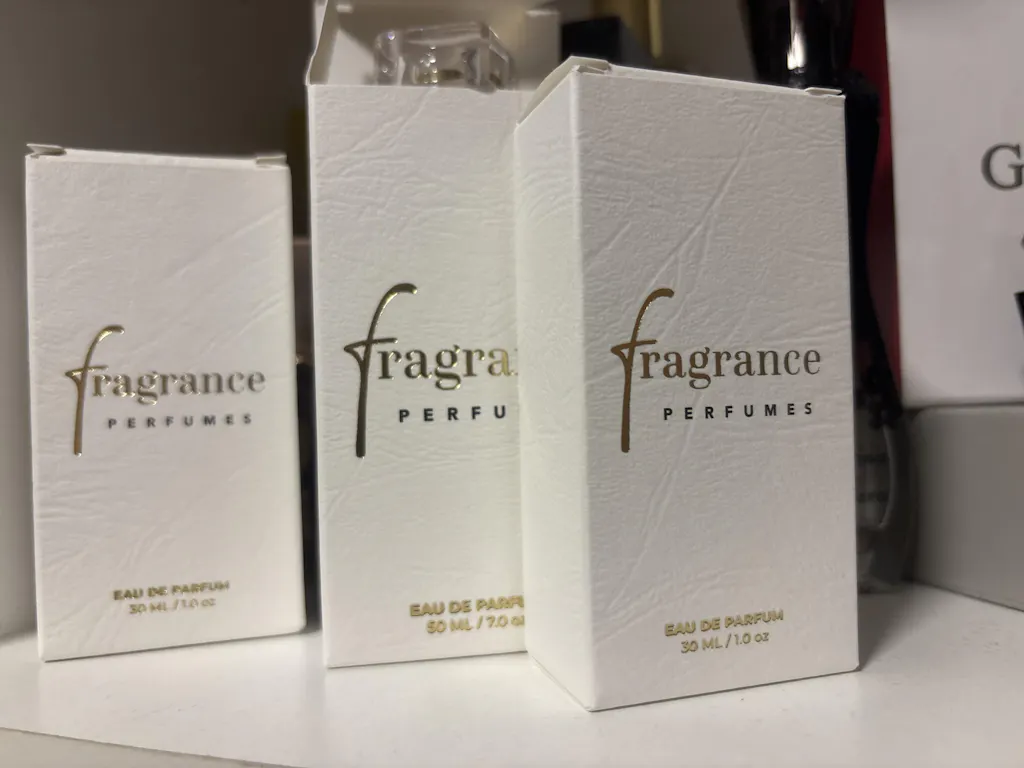 fragrance
PERFUMES
EAU DE PARFUM
30 ML / 1.0 oz
fragra
PERFU
EAU DE PARFU
50 ML / 7.0 oz
fragrance
PERFUMES
EAU DE PARFUM
30 ML / 1.0 oz
G